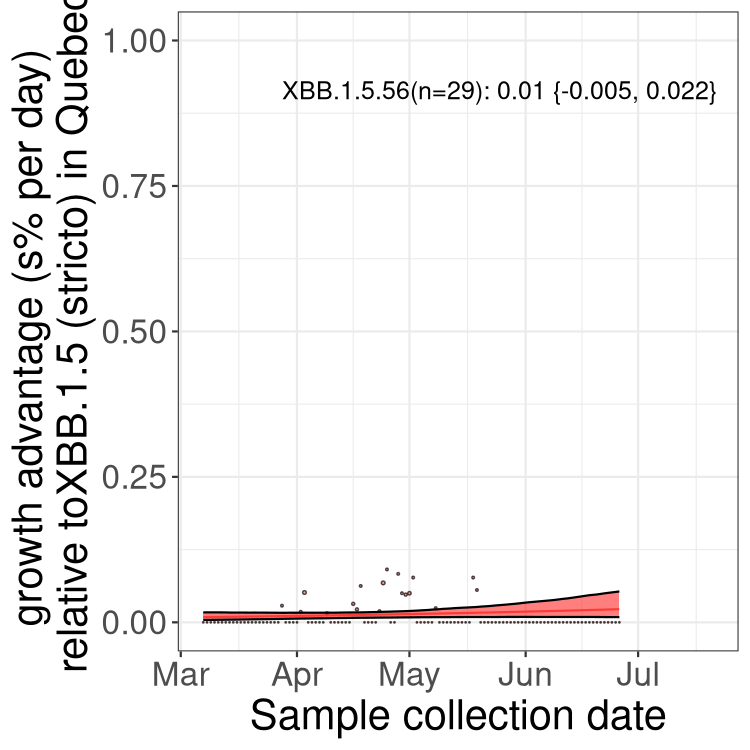 growth advantage (s% per day)
relative toXBB.1.5 (stricto) in Quebec
1.00
0.75
0.50
0.25
0.00
XBB.1.5.56(n=29): 0.01 {-0.005, 0.022}
Mar Apr May Jun Jul
Sample collection date